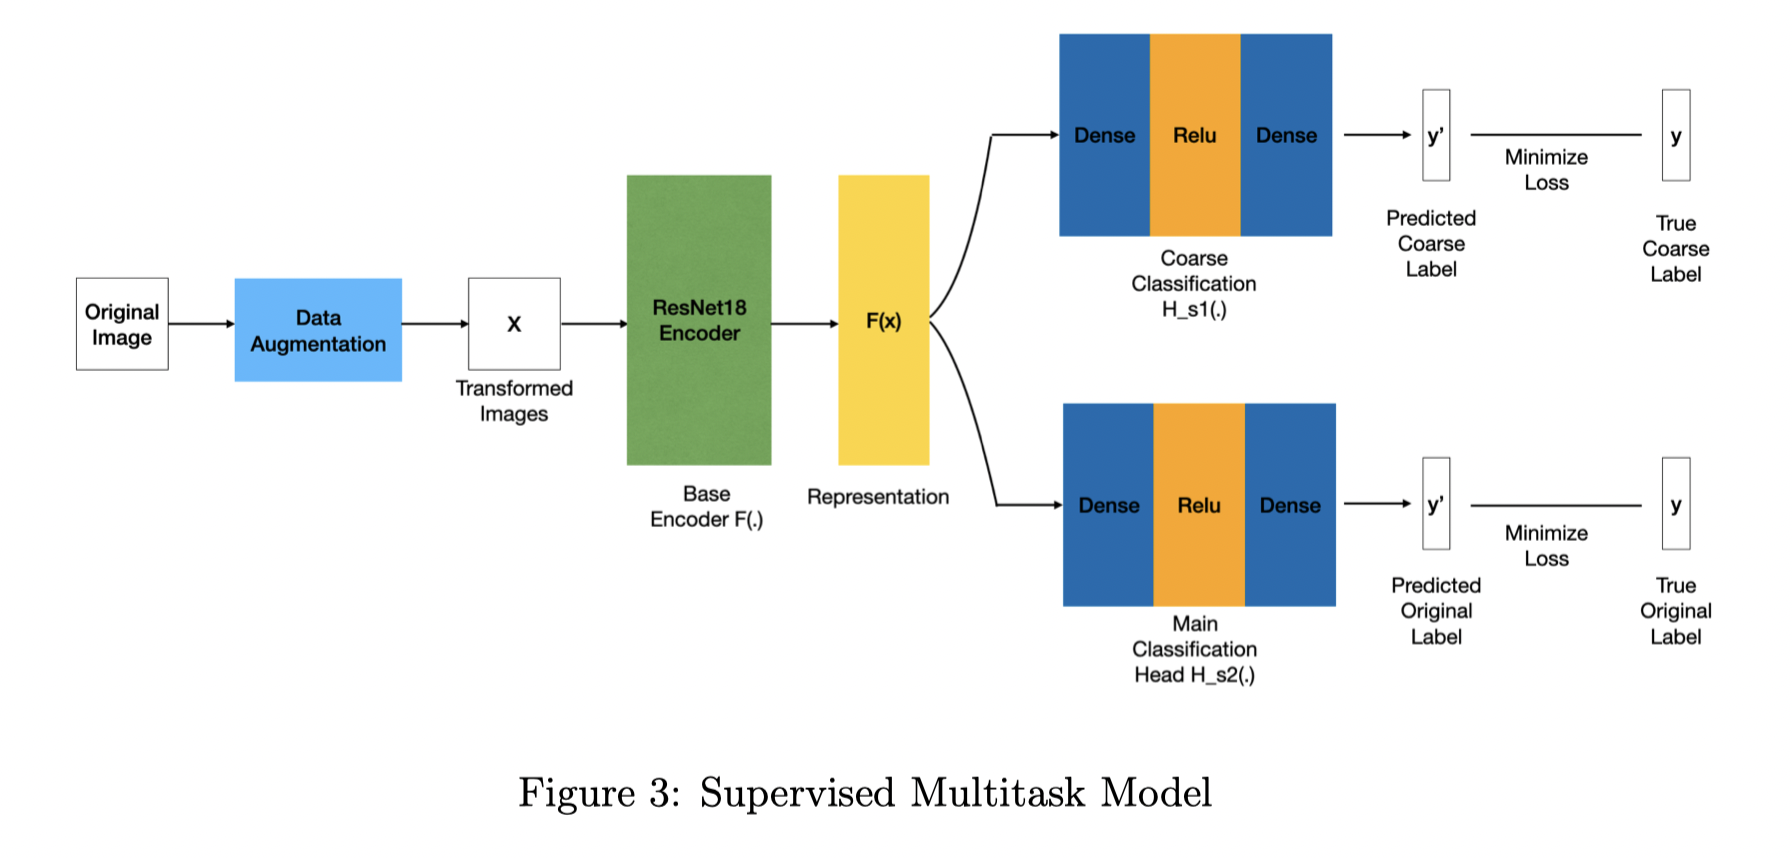 Original
Image
Data
Augmentation
X
Transformed
Images
ResNet18
Encoder
Base
Encoder F(.)
F(x)
Representation
Dense
Relu
Dense
Coarse
Classification
H_s1(.)
y'
Predicted
Coarse
Label
Minimize
Loss
y
True
Coarse
Label
Dense
Relu
Dense
Main
Classification
Head H_s2(.)
y'
Predicted
Original
Label
Minimize
Loss
y
True
Original
Label
Figure 3: Supervised Multitask Model